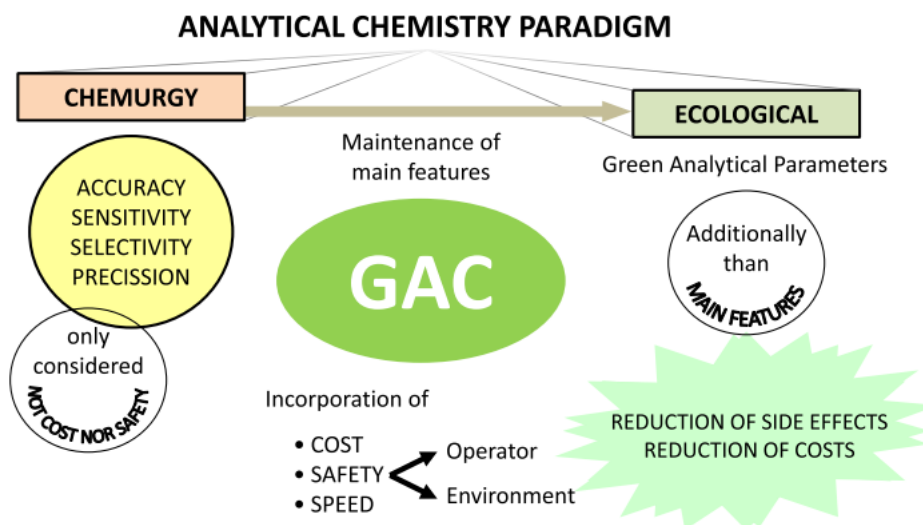 ANALYTICAL CHEMISTRY PARADIGM
CHEMURGY
ECOLOGICAL
Maintenance of
main features
Green Analytical Parameters
ACCURACY
SENSITIVITY
SELECTIVITY
PRECISSION
only
considered
NOT COST NOR SAFETY
GAC
Additionally
than
MAIN FEATURES
Incorporation of
• COST
• SAFETY
• SPEED
Operator
Environment
REDUCTION OF SIDE EFFECTS
REDUCTION OF COSTS